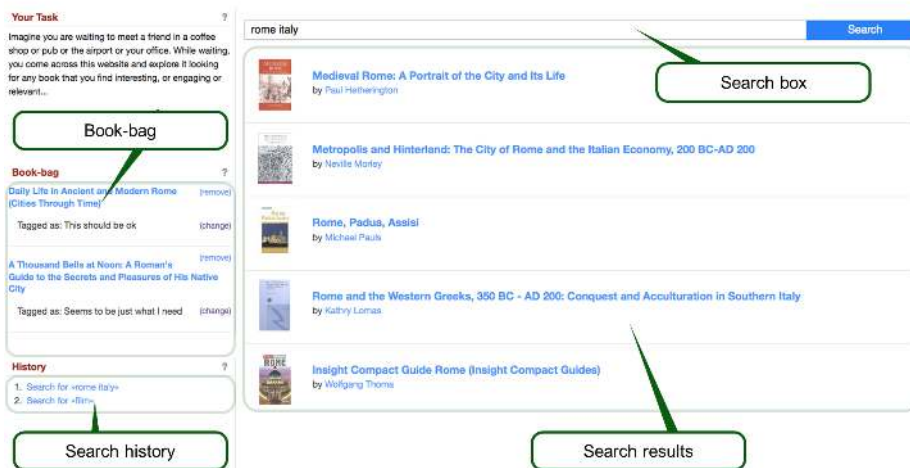 Your Task ?
Imagine you are waiting to meet a friend in a coffee
shop or pub or the airport or your office. While waiting,
you come across this website and explore it looking
for any book that you find interesting, or engaging or
relevant...
Book-bag
Book-bag ?
Daily Life in Ancient and Modern Rome (remove)
(Cities Through Time)
Tagged as: This should be ok (change)
(remove)
A Thousand Bells at Noon: A Roman's
Guide to the Secrets and Pleasures of His Native
City
Tagged as: Seems to be just what I need (change)
History ?
1. Search for «rome italy»
2. Search for «film»
Search history
rome italy Search
Search box
Medieval Rome: A Portrait of the City and Its Life
by Paul Hetherington
Metropolis and Hinterland: The City of Rome and the Italian Economy, 200 BC-AD 200
by Neville Morley
Rome, Padua, Assisi
by Michael Pauls
Rome and the Western Greeks, 350 BC - AD 200: Conquest and Acculturation in Southern Italy
by Kathry Lomas
ROME
Insight Compact Guide Rome (Insight Compact Guides)
by Wolfgang Thoma
Search results